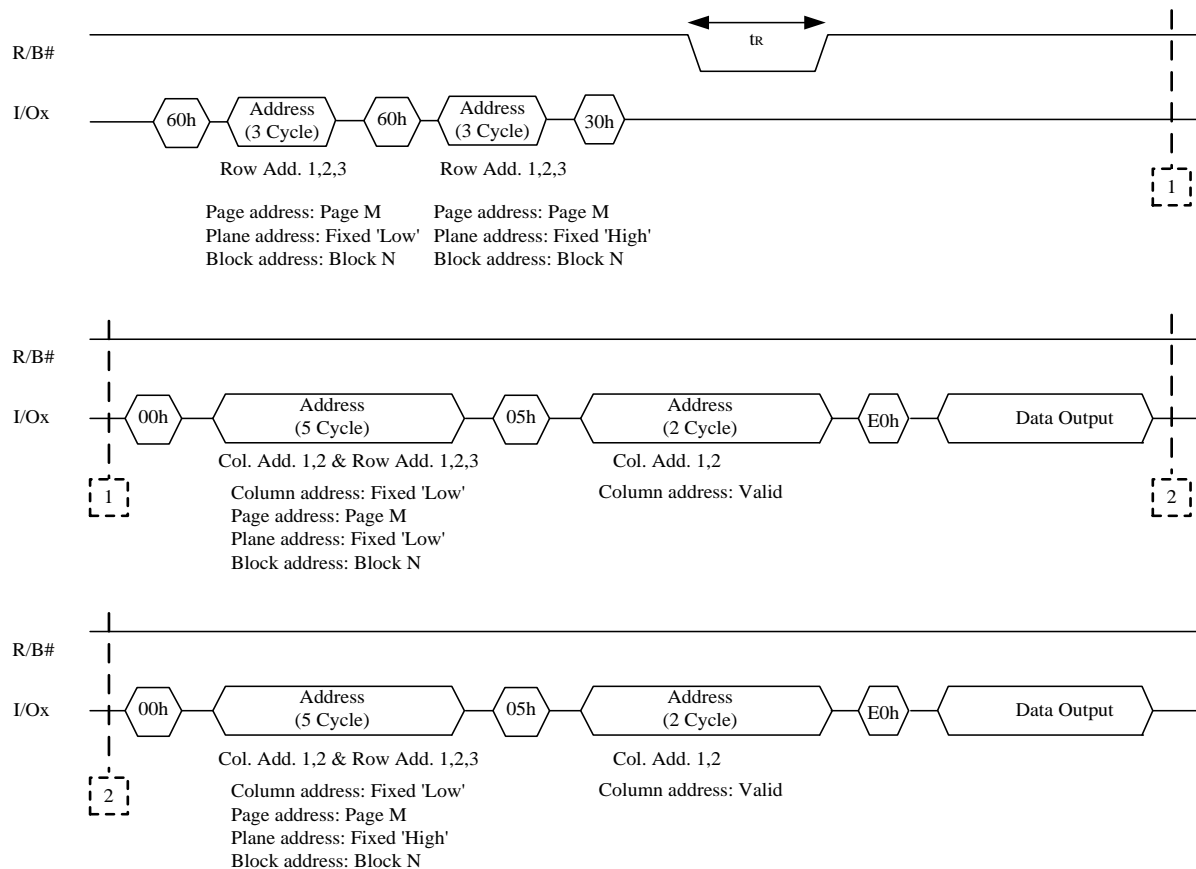 R/B#
tR
I/Ox
60h
Address
(3 Cycle)
60h
Address
(3 Cycle)
30h
Row Add. 1,2,3
Row Add. 1,2,3
1
Page address: Page M
Plane address: Fixed 'Low'
Block address: Block N
Page address: Page M
Plane address: Fixed 'High'
Block address: Block N
R/B#
I/Ox
00h
Address
(5 Cycle)
05h
Address
(2 Cycle)
E0h
Data Output
Col. Add. 1,2 & Row Add. 1,2,3
Col. Add. 1,2
1
Column address: Fixed 'Low'
Page address: Page M
Plane address: Fixed 'Low'
Block address: Block N
Column address: Valid
2
R/B#
I/Ox
00h
Address
(5 Cycle)
05h
Address
(2 Cycle)
E0h
Data Output
Col. Add. 1,2 & Row Add. 1,2,3
Col. Add. 1,2
2
Column address: Fixed 'Low'
Page address: Page M
Plane address: Fixed 'High'
Block address: Block N
Column address: Valid